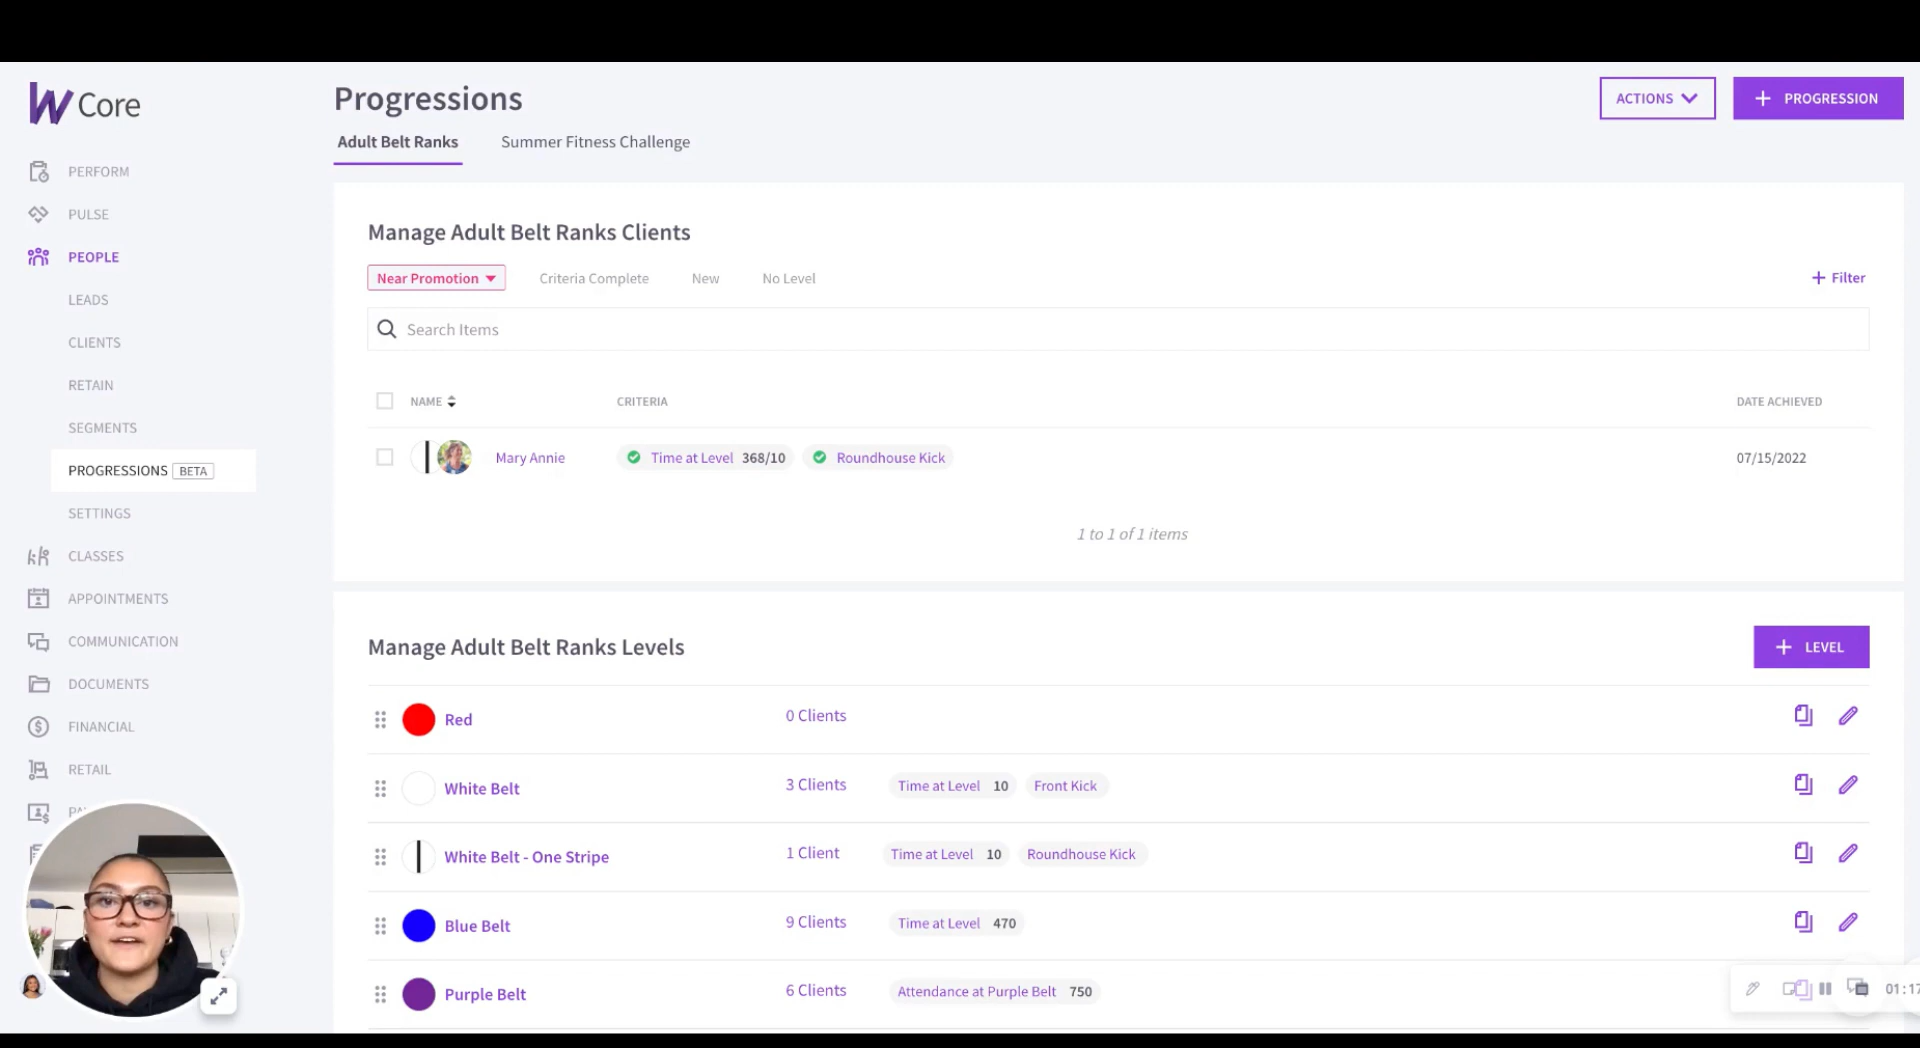 W Core
Progressions
ACTIONS
+ PROGRESSION
Adult Belt Ranks
Summer Fitness Challenge
PERFORM
PULSE
PEOPLE
LEADS
CLIENTS
RETAIN
SEGMENTS
PROGRESSIONS BETA
SETTINGS
CLASSES
APPOINTMENTS
COMMUNICATION
DOCUMENTS
FINANCIAL
RETAIL
Manage Adult Belt Ranks Clients
Near Promotion
Criteria Complete
New
No Level
+ Filter
Search Items
NAME
CRITERIA
DATE ACHIEVED
Mary Annie
Time at Level 368/10
Roundhouse Kick
07/15/2022
1 to 1 of 1 items
Manage Adult Belt Ranks Levels
+ LEVEL
Red
0 Clients
White Belt
3 Clients
Time at Level 10
Front Kick
White Belt - One Stripe
1 Client
Time at Level 10
Roundhouse Kick
Blue Belt
9 Clients
Time at Level 470
Purple Belt
6 Clients
Attendance at Purple Belt 750
01:17